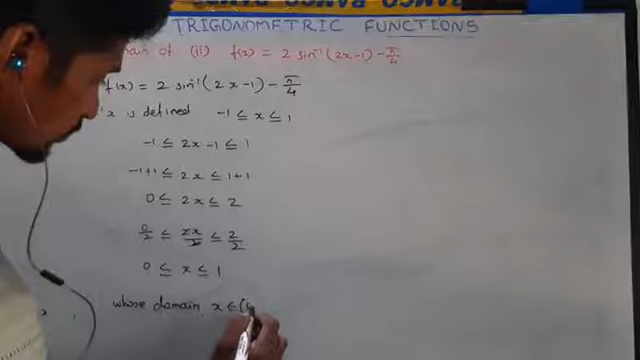 TRIGONOMETRIC FUNCTIONS
of (ii) f(x) = 2 sin⁻¹(2x-1) - π/4
f(x) = 2 sin⁻¹(2x-1) - π/4
x is defined -1 ≤ x ≤ 1
-1 ≤ 2x-1 ≤ 1
-1+1 ≤ 2x ≤ 1+1
0 ≤ 2x ≤ 2
0/2 ≤ 2x/2 ≤ 2/2
0 ≤ x ≤ 1
whose domain x ∈ [